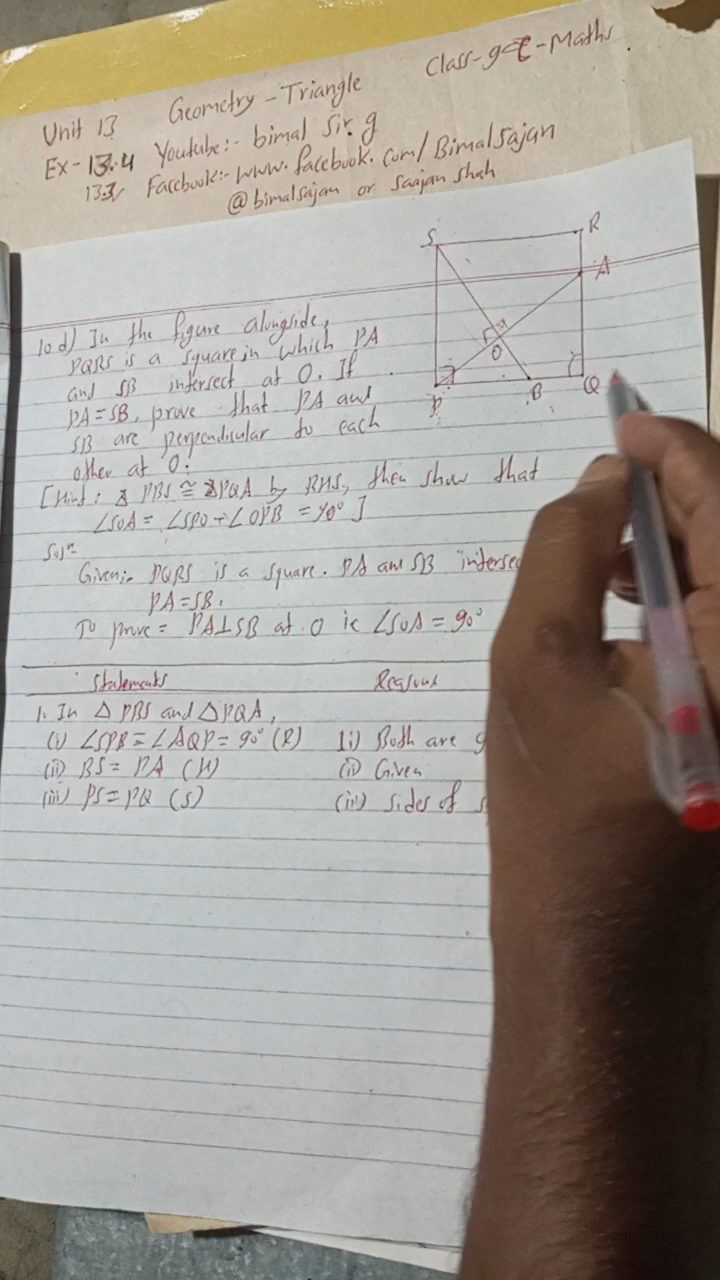 Unit 13 Geometry - Triangle Class - 9 - Maths.
Ex - 13.4 Youtube:- bimal Sir. g
13.3/ Facebook:- www.facebook.com/Bimalsajan
@bimalsajan or Saajan Shah
S R
A
O
P B Q
10.d) In the figure alongside,
PQRS is a square in which PA
and SB intersect at O. If
PA = SB, prove that PA and
SB are perpendicular to each
other at O.
[Hint: Δ PBS ≅ ΔPQA by RHS, then show that
∠SOA = ∠SPO + ∠OPB = 90° ]
Solⁿ
Given:- PQRS is a square. PA and SB
PA = SB.
To prove = PA⊥SB at O ie ∠SOA = 90°
Statements Reasons
1. In Δ PBS and ΔPQA,
(i) ∠SPB = ∠AQP = 90° (R) 1i) Both are
(ii) BS = PA (H) (ii) Given
(iii) PS = PQ (S) (iii) Sides of